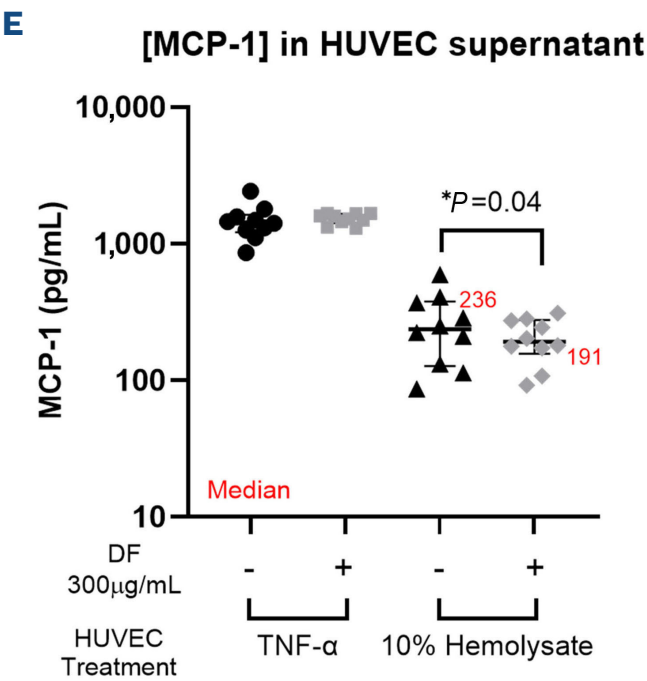 E
[MCP-1] in HUVEC supernatant
MCP-1 (pg/mL)
10,000
1,000
100
10
*P=0.04
236
191
Median
DF
300μg/mL
- + - +
HUVEC
Treatment
TNF-α 10% Hemolysate